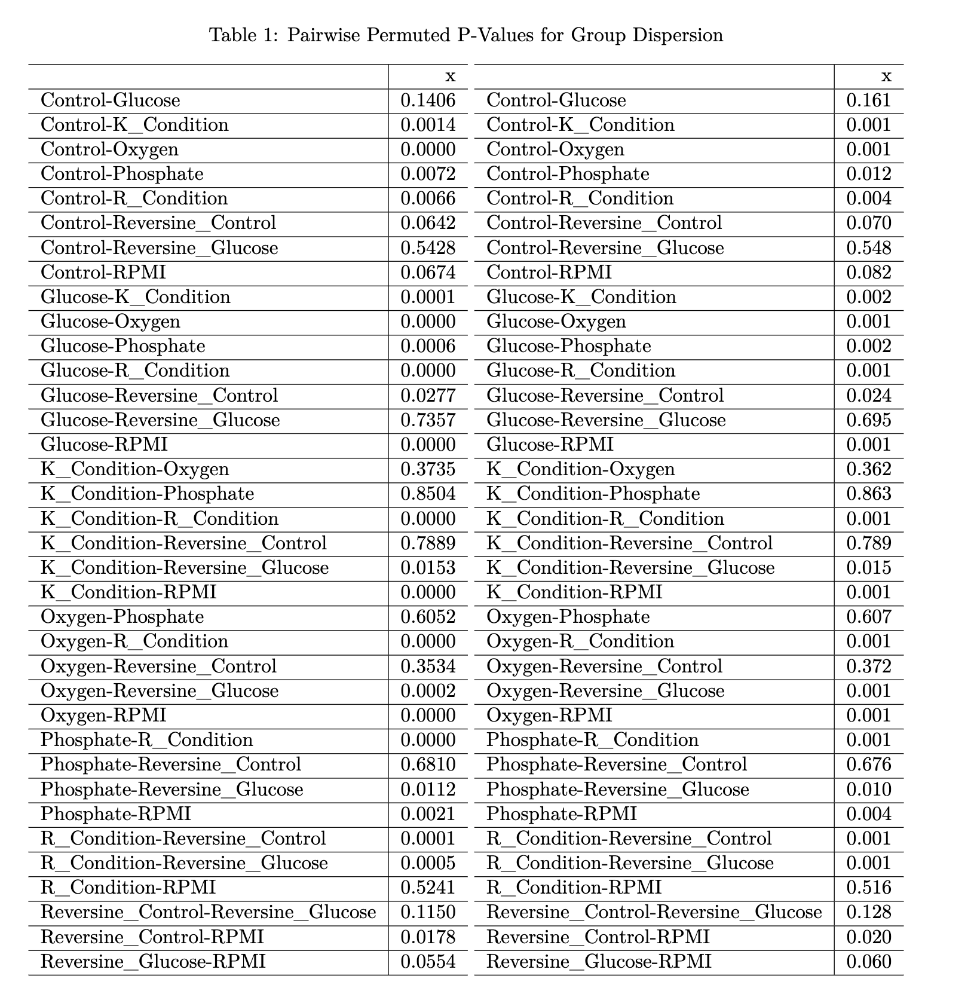 Table 1: Pairwise Permuted P-Values for Group Dispersion
x x
Control-Glucose 0.1406 Control-Glucose 0.161
Control-K_Condition 0.0014 Control-K_Condition 0.001
Control-Oxygen 0.0000 Control-Oxygen 0.001
Control-Phosphate 0.0072 Control-Phosphate 0.012
Control-R_Condition 0.0066 Control-R_Condition 0.004
Control-Reversine_Control 0.0642 Control-Reversine_Control 0.070
Control-Reversine_Glucose 0.5428 Control-Reversine_Glucose 0.548
Control-RPMI 0.0674 Control-RPMI 0.082
Glucose-K_Condition 0.0001 Glucose-K_Condition 0.002
Glucose-Oxygen 0.0000 Glucose-Oxygen 0.001
Glucose-Phosphate 0.0006 Glucose-Phosphate 0.002
Glucose-R_Condition 0.0000 Glucose-R_Condition 0.001
Glucose-Reversine_Control 0.0277 Glucose-Reversine_Control 0.024
Glucose-Reversine_Glucose 0.7357 Glucose-Reversine_Glucose 0.695
Glucose-RPMI 0.0000 Glucose-RPMI 0.001
K_Condition-Oxygen 0.3735 K_Condition-Oxygen 0.362
K_Condition-Phosphate 0.8504 K_Condition-Phosphate 0.863
K_Condition-R_Condition 0.0000 K_Condition-R_Condition 0.001
K_Condition-Reversine_Control 0.7889 K_Condition-Reversine_Control 0.789
K_Condition-Reversine_Glucose 0.0153 K_Condition-Reversine_Glucose 0.015
K_Condition-RPMI 0.0000 K_Condition-RPMI 0.001
Oxygen-Phosphate 0.6052 Oxygen-Phosphate 0.607
Oxygen-R_Condition 0.0000 Oxygen-R_Condition 0.001
Oxygen-Reversine_Control 0.3534 Oxygen-Reversine_Control 0.372
Oxygen-Reversine_Glucose 0.0002 Oxygen-Reversine_Glucose 0.001
Oxygen-RPMI 0.0000 Oxygen-RPMI 0.001
Phosphate-R_Condition 0.0000 Phosphate-R_Condition 0.001
Phosphate-Reversine_Control 0.6810 Phosphate-Reversine_Control 0.676
Phosphate-Reversine_Glucose 0.0112 Phosphate-Reversine_Glucose 0.010
Phosphate-RPMI 0.0021 Phosphate-RPMI 0.004
R_Condition-Reversine_Control 0.0001 R_Condition-Reversine_Control 0.001
R_Condition-Reversine_Glucose 0.0005 R_Condition-Reversine_Glucose 0.001
R_Condition-RPMI 0.5241 R_Condition-RPMI 0.516
Reversine_Control-Reversine_Glucose 0.1150 Reversine_Control-Reversine_Glucose 0.128
Reversine_Control-RPMI 0.0178 Reversine_Control-RPMI 0.020
Reversine_Glucose-RPMI 0.0554 Reversine_Glucose-RPMI 0.060